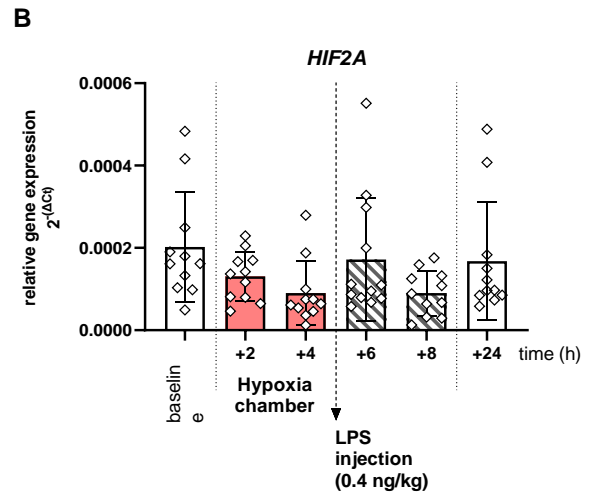 B
HIF2A
relative gene expression
2^-(ΔCt)
0.0006
0.0004
0.0002
0.0000
baselin
e
+2
+4
+6
+8
+24
time (h)
Hypoxia
chamber
LPS
injection
(0.4 ng/kg)